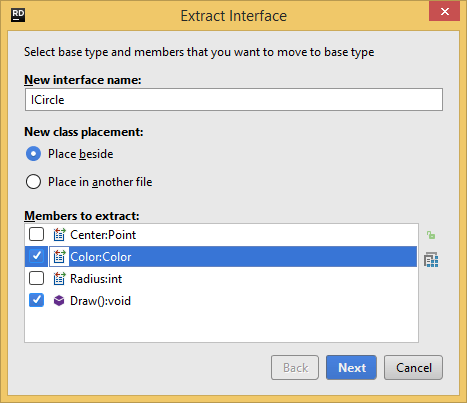 RD
Extract Interface
Select base type and members that you want to move to base type
New interface name:
ICircle
New class placement:
Place beside
Place in another file
Members to extract:
Center:Point
Color:Color
Radius:int
Draw():void
Back Next Cancel